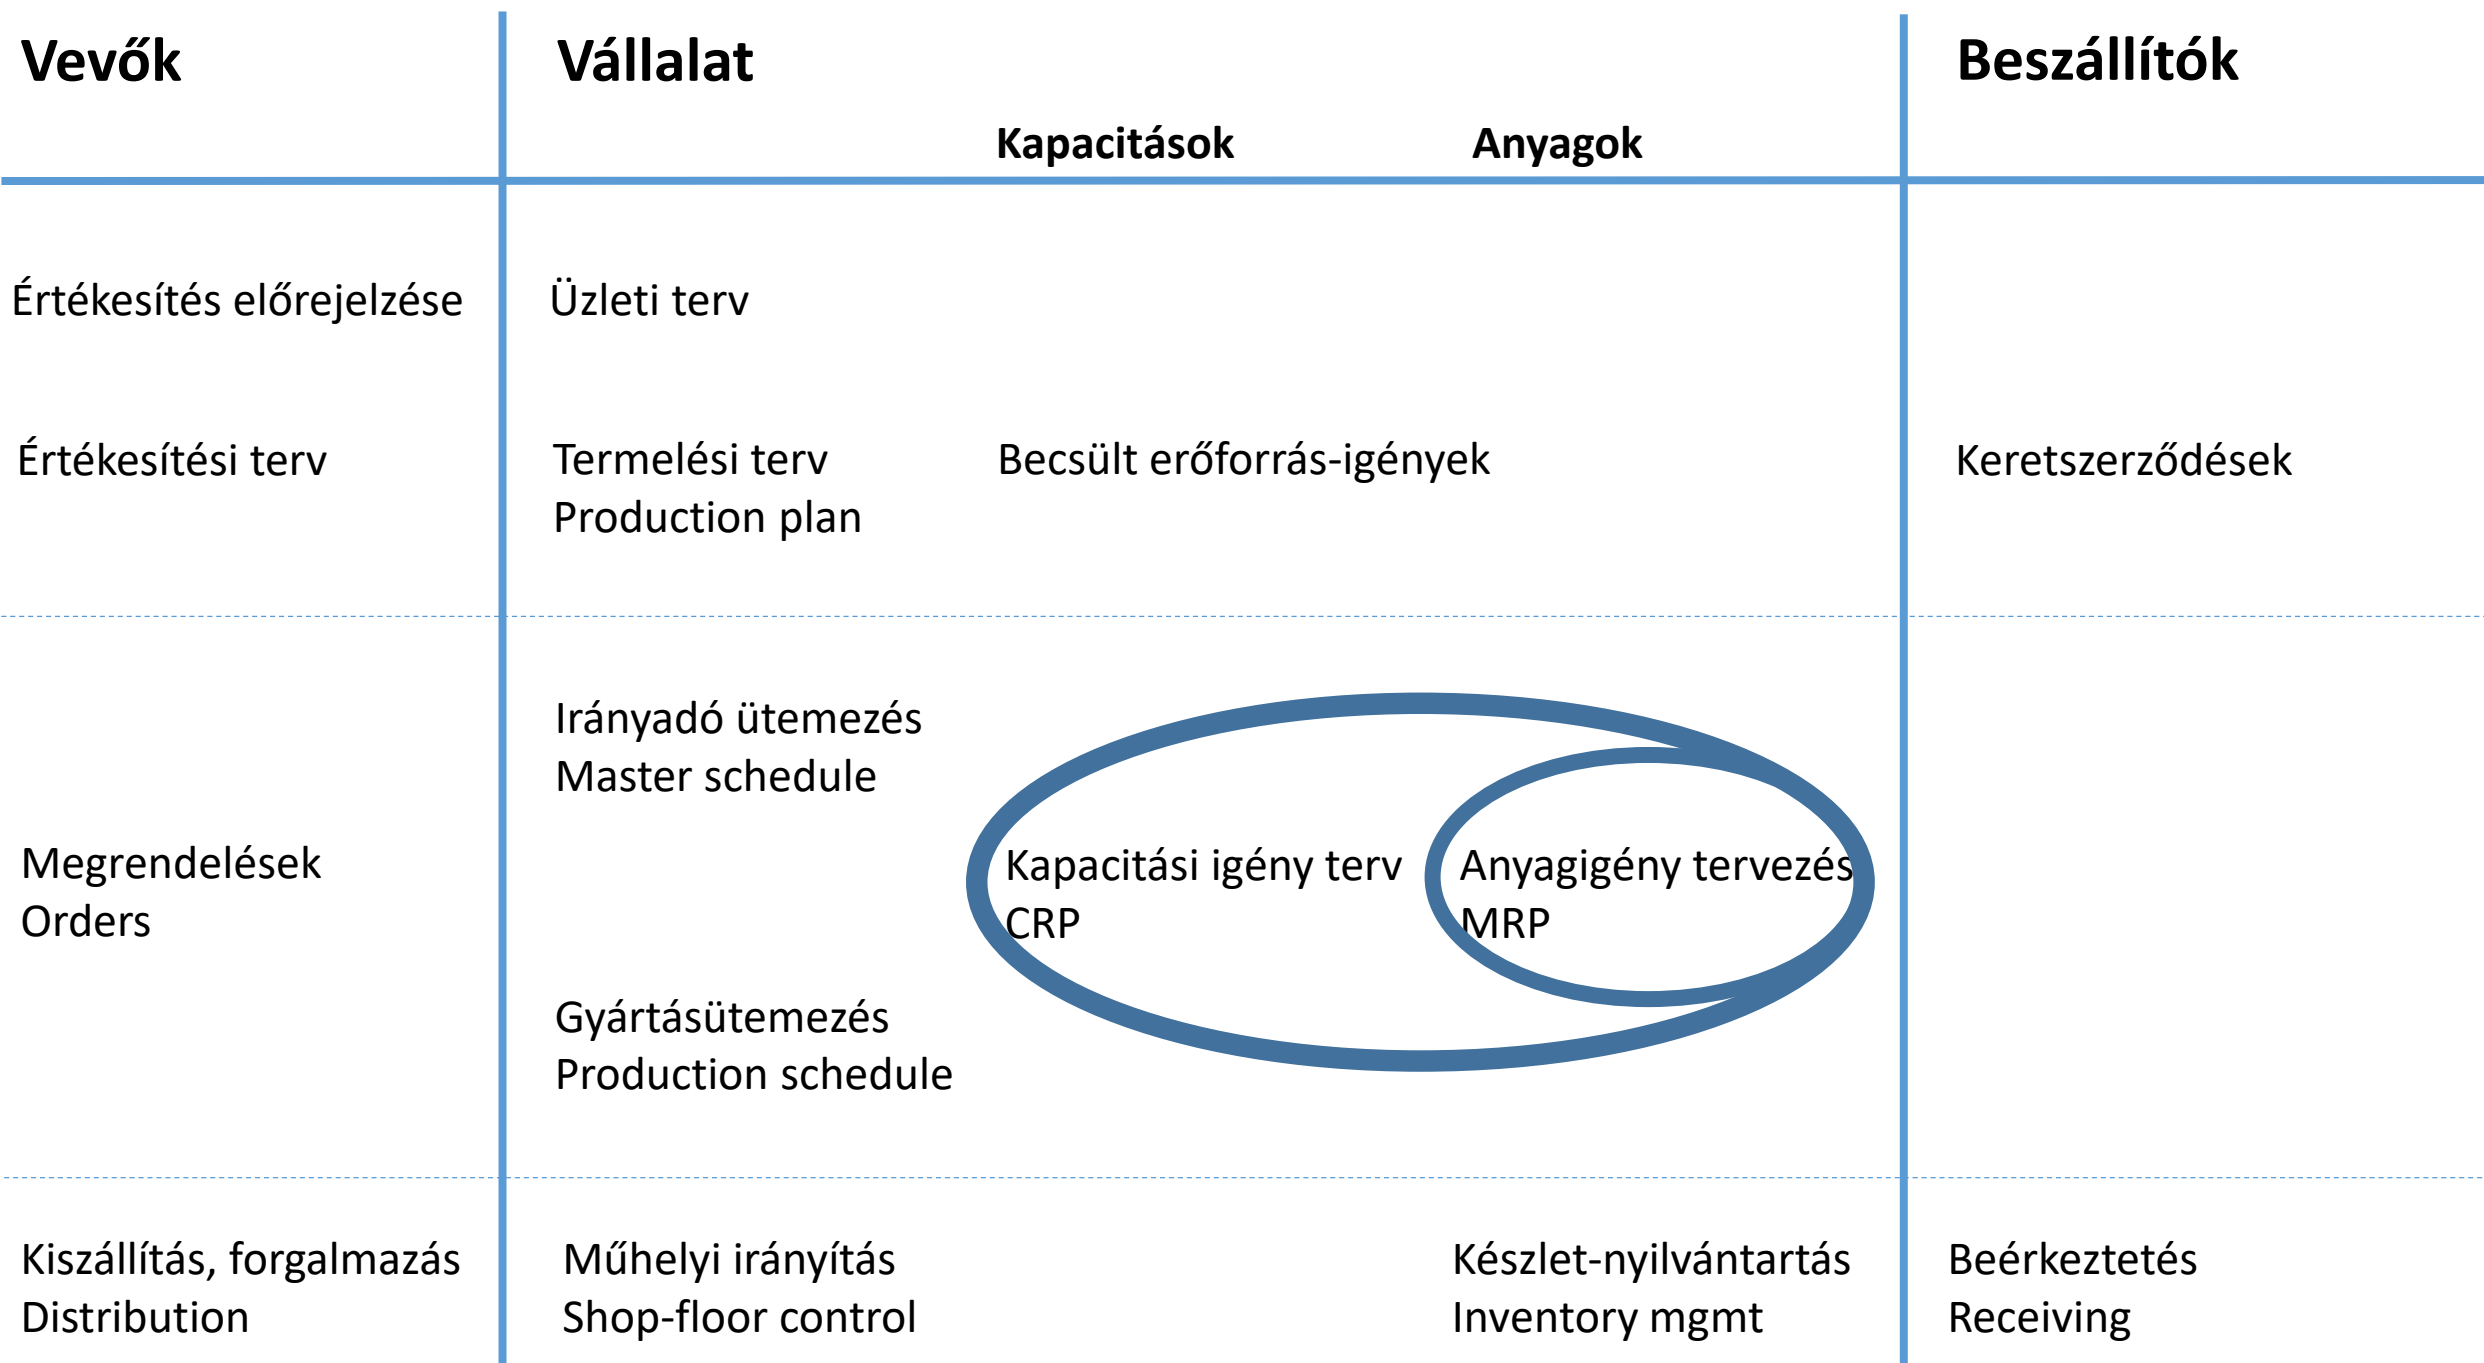 Vevők
Vállalat
Beszállítók
Kapacitások
Anyagok
Értékesítés előrejelzése
Üzleti terv
Értékesítési terv
Termelési terv
Production plan
Becsült erőforrás-igények
Keretszerződések
Irányadó ütemezés
Master schedule
Megrendelések
Orders
Kapacitási igény terv
CRP
Anyagigény tervezés
MRP
Gyártásütemezés
Production schedule
Kiszállítás, forgalmazás
Distribution
Műhelyi irányítás
Shop-floor control
Készlet-nyilvántartás
Inventory mgmt
Beérkeztetés
Receiving